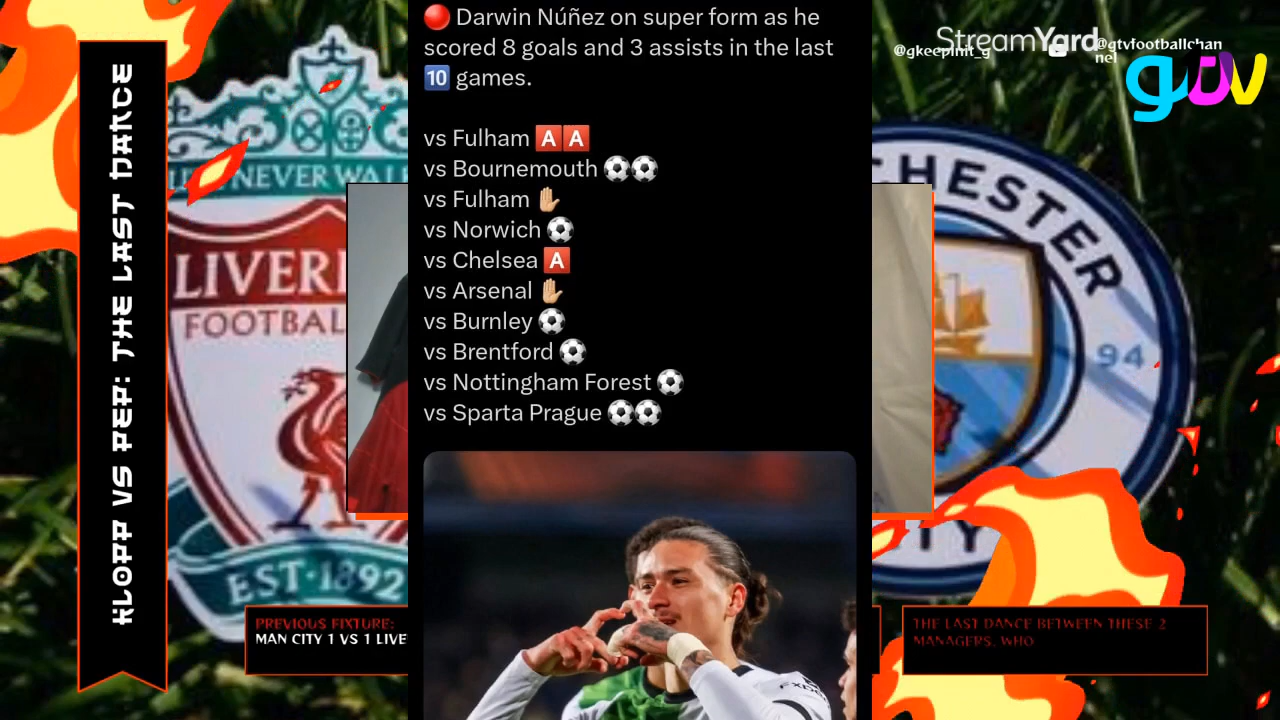 KLOPP VS PEP: THE LAST DANCE
🔴 Darwin Núñez on super form as he
scored 8 goals and 3 assists in the last
🔟 games.
vs Fulham 🅰🅰
vs Bournemouth ⚽⚽
vs Fulham ✋🏼
vs Norwich ⚽
vs Chelsea 🅰
vs Arsenal ✋🏼
vs Burnley ⚽
vs Brentford ⚽
vs Nottingham Forest ⚽
vs Sparta Prague ⚽⚽
StreamYard
@gkeepinit_g
@gtvfootballchan
nel
gtv
NEVER WAL
LIVER
FOOTBAL
EST·1892
CHESTER
94
PREVIOUS FIXTURE:
MAN CITY 1 VS 1 LIVE
THE LAST DANCE BETWEEN THESE 2
MANAGERS, WHO